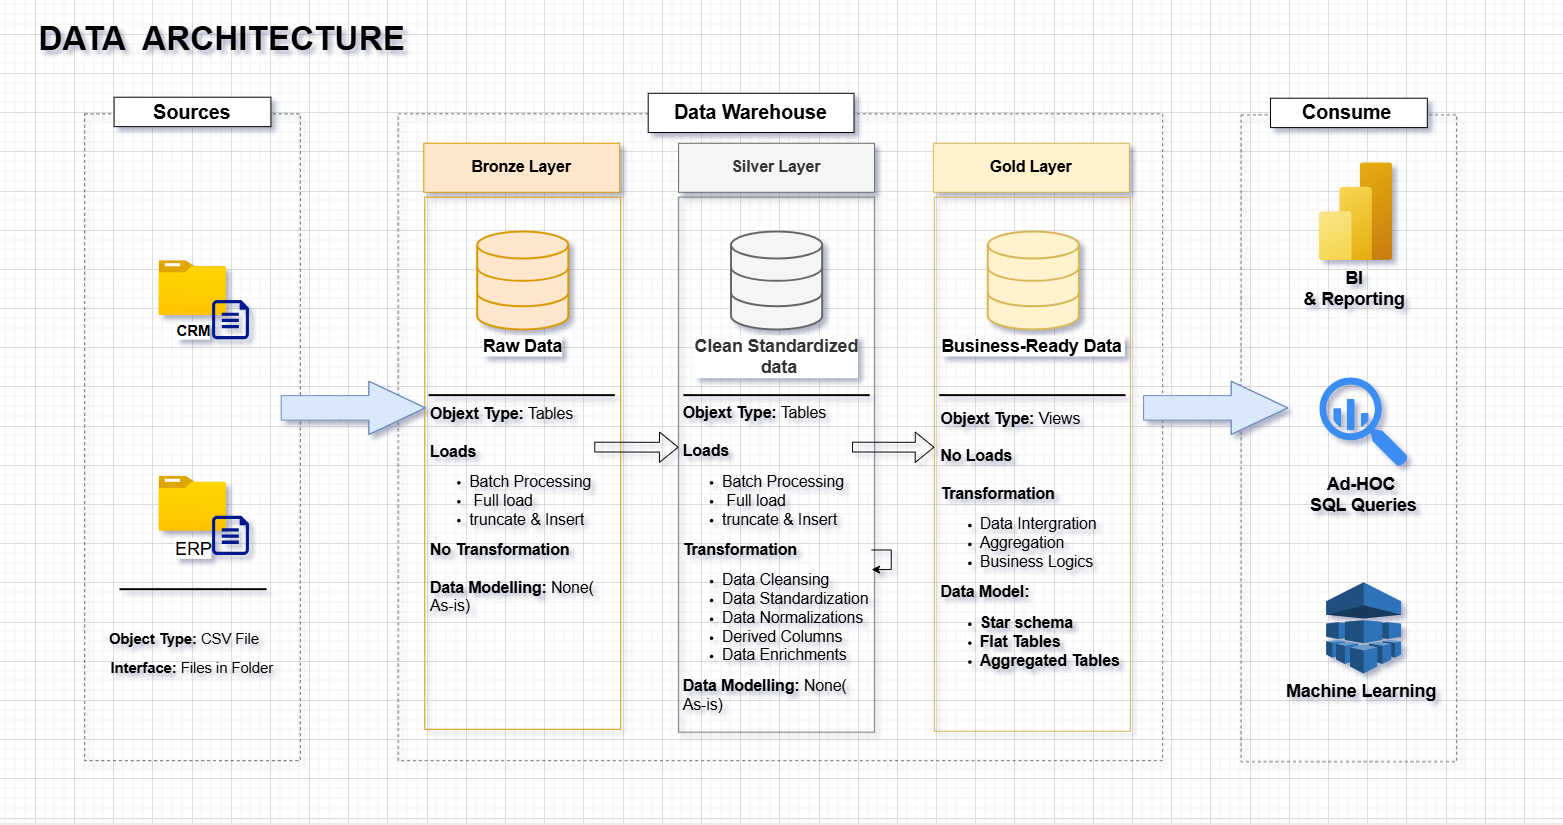 DATA ARCHITECTURE
Sources
CRM
ERP
Object Type: CSV File
Interface: Files in Folder
Data Warehouse
Bronze Layer
Raw Data
Objext Type: Tables
Loads
• Batch Processing
• Full load
• truncate & Insert
No Transformation
Data Modelling: None(
As-is)
Silver Layer
Clean Standardized
data
Objext Type: Tables
Loads
• Batch Processing
• Full load
• truncate & Insert
Transformation
• Data Cleansing
• Data Standardization
• Data Normalizations
• Derived Columns
• Data Enrichments
Data Modelling: None(
As-is)
Gold Layer
Business-Ready Data
Objext Type: Views
No Loads
Transformation
• Data Intergration
• Aggregation
• Business Logics
Data Model:
• Star schema
• Flat Tables
• Aggregated Tables
Consume
BI
& Reporting
Ad-HOC
SQL Queries
Machine Learning